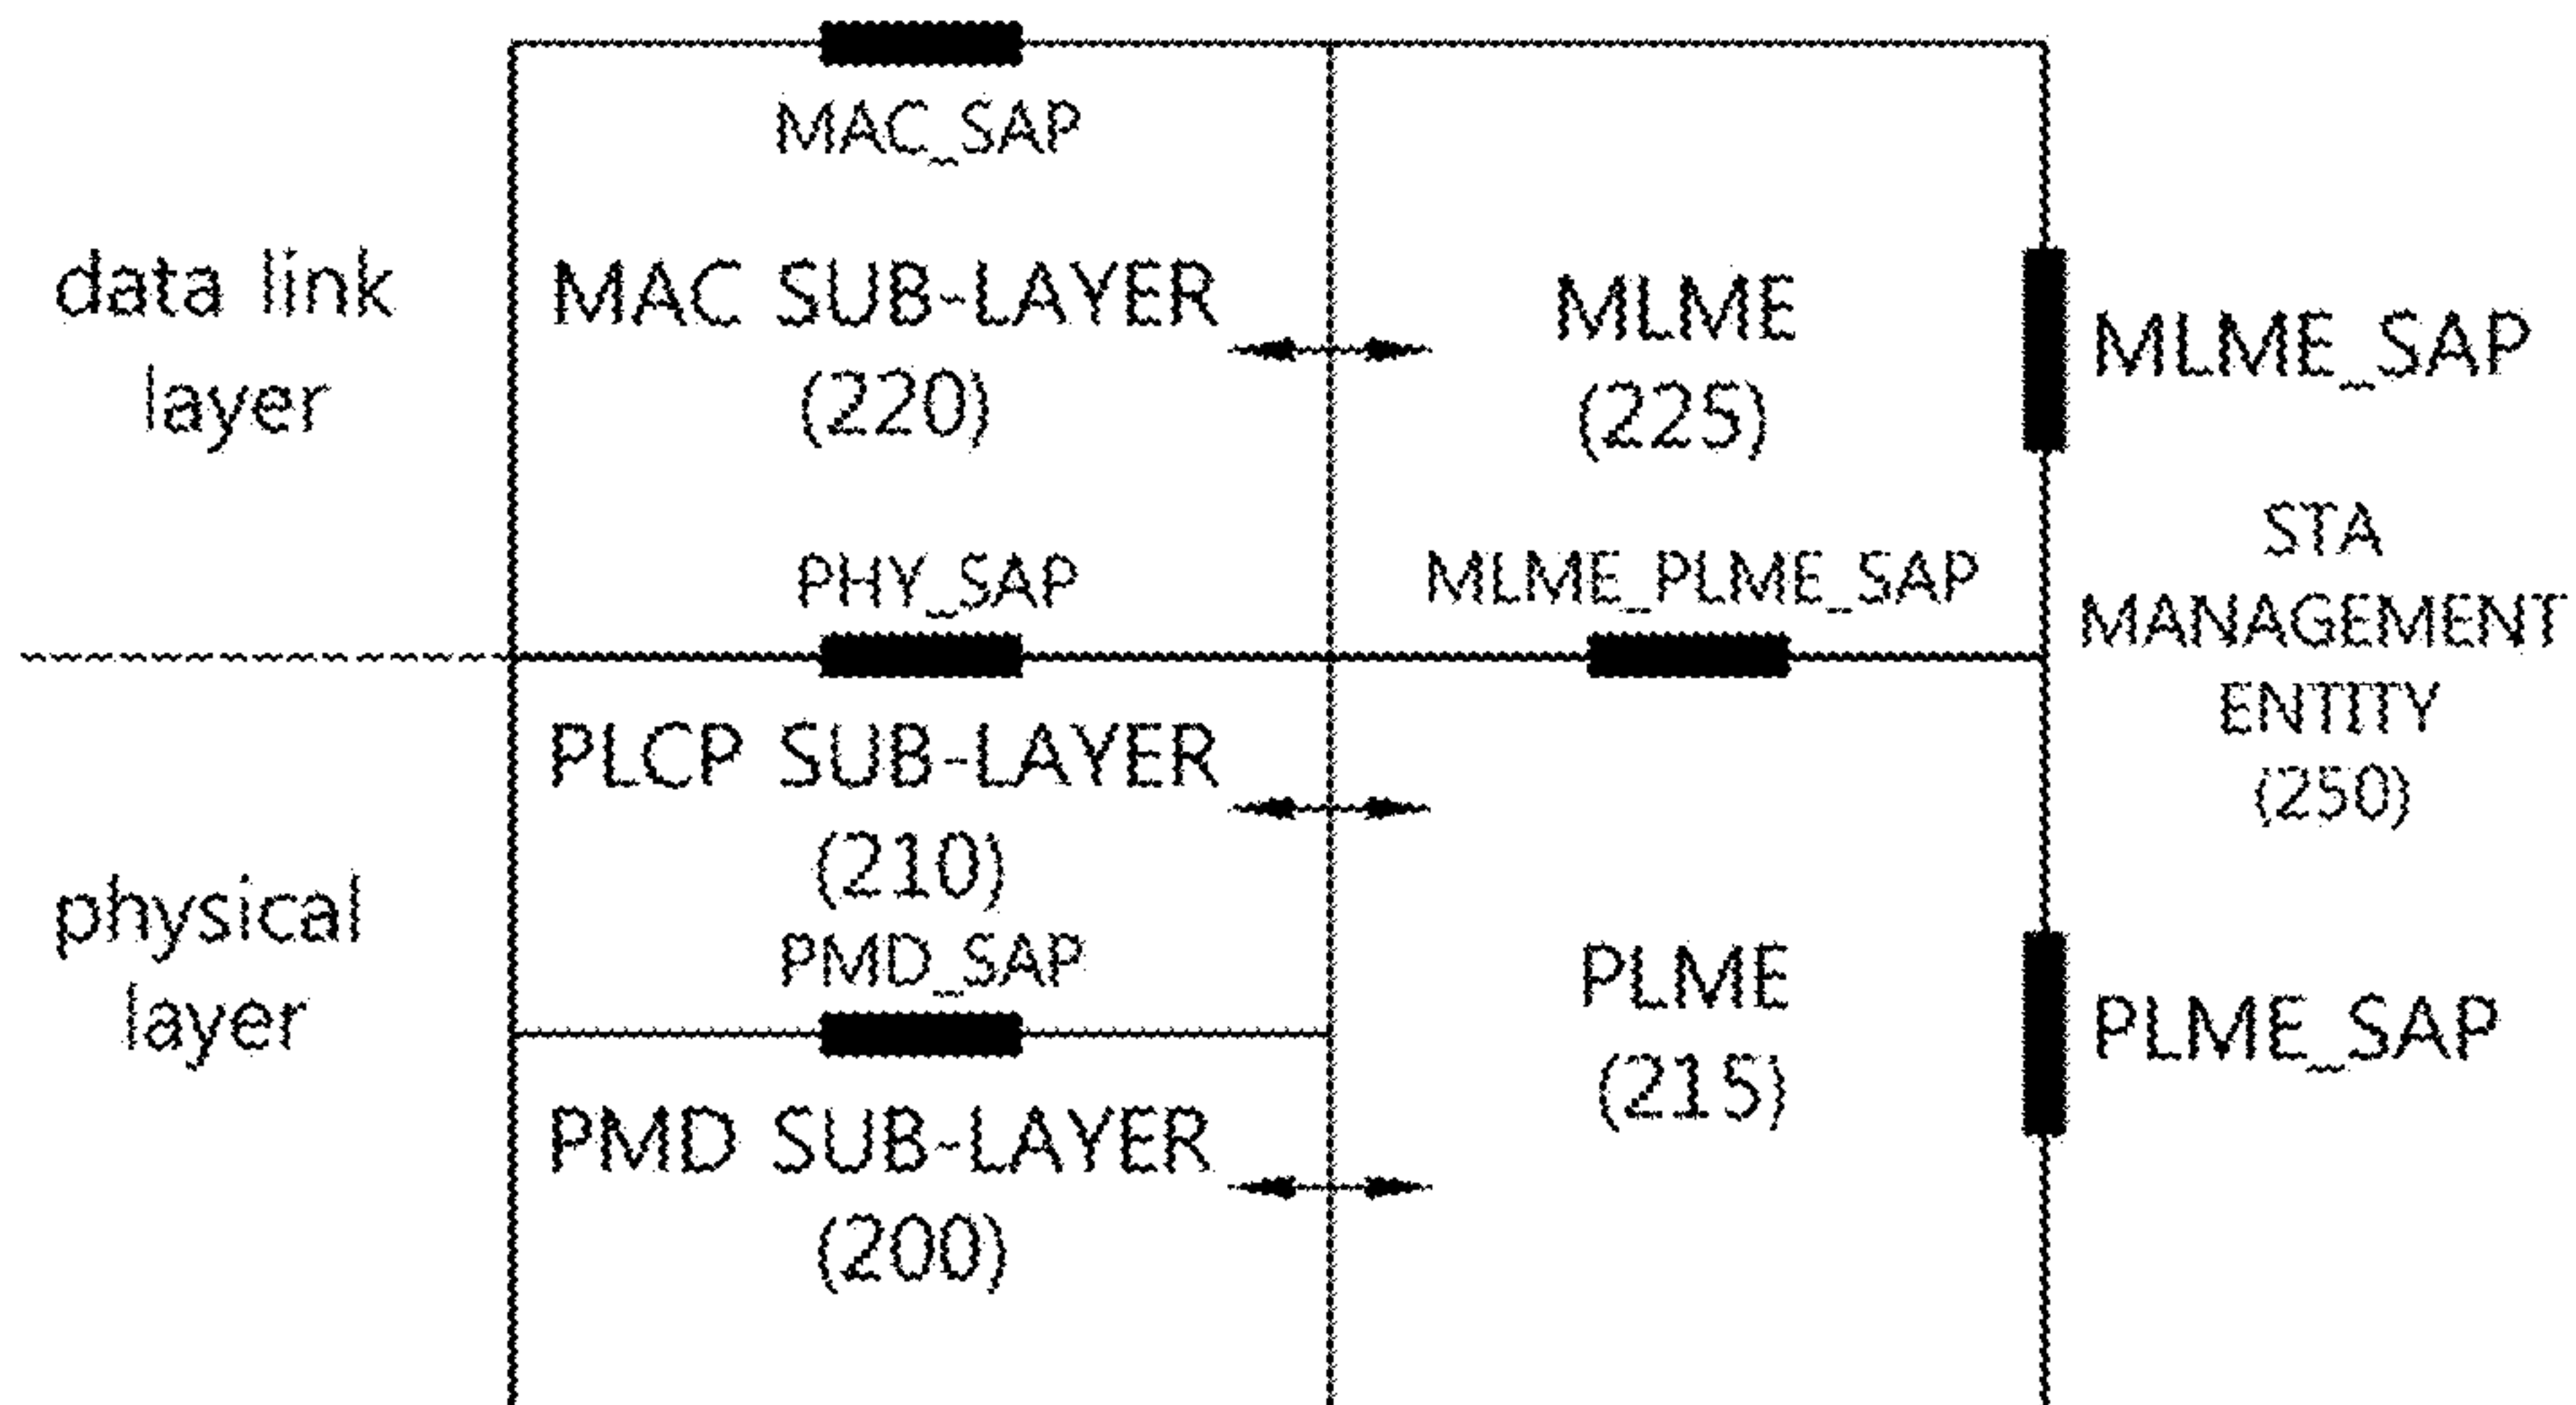 MAC_SAP
data link
layer
MAC SUB-LAYER
(220)
MLME
(225)
MLME_SAP
PHY_SAP
MLME_PLME_SAP
STA
MANAGEMENT
ENTITY
(250)
PLCP SUB-LAYER
(210)
physical
layer
PMD_SAP
PLME
(215)
PLME_SAP
PMD SUB-LAYER
(200)